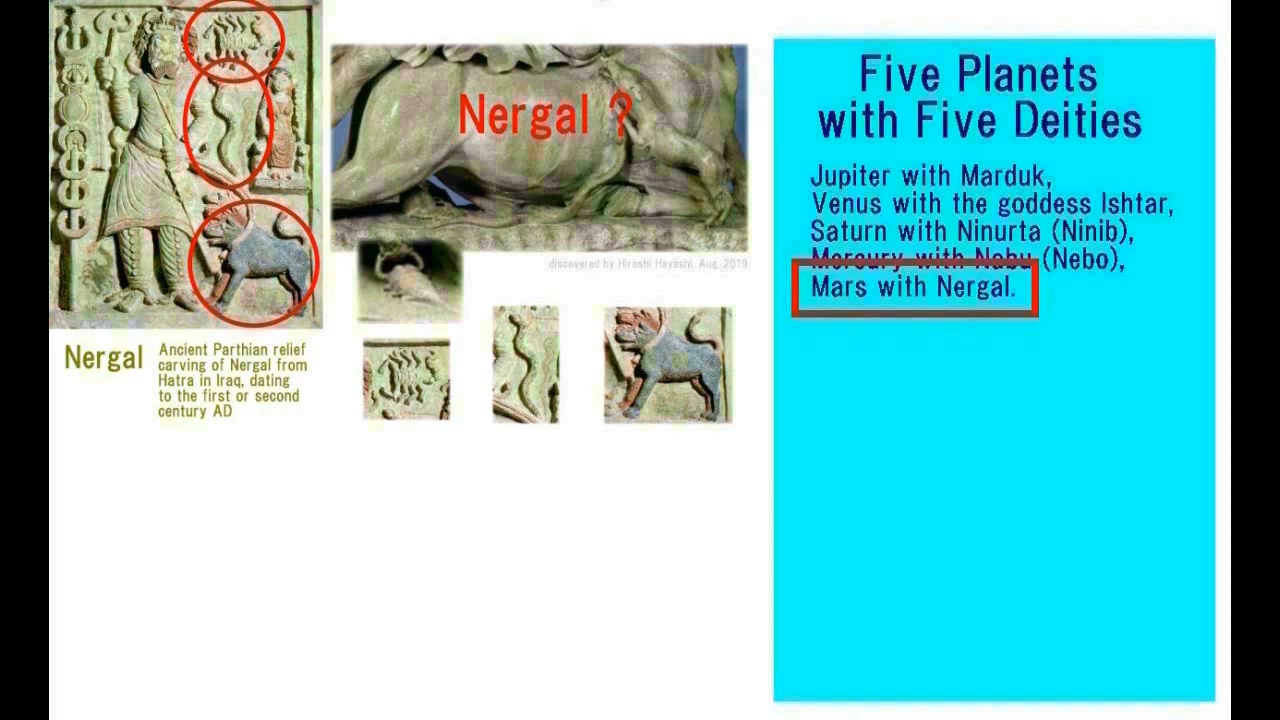 Nergal ?
discovered by Hiroshi Hayashi, Aug. 2019
Nergal
Ancient Parthian relief
carving of Nergal from
Hatra in Iraq, dating
to the first or second
century AD
Five Planets
with Five Deities
Jupiter with Marduk,
Venus with the goddess Ishtar,
Saturn with Ninurta (Ninib),
Mercury with Nabu (Nebo),
Mars with Nergal.